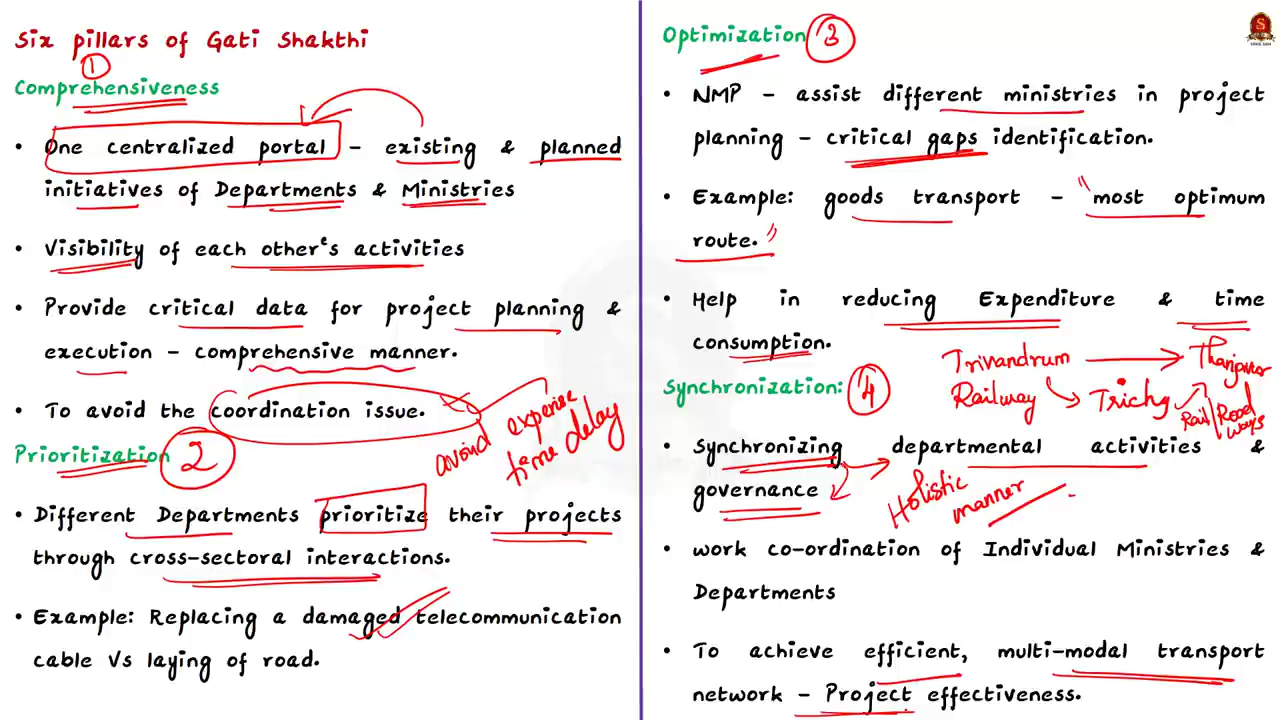 Six pillars of Gati Shakthi
1
Comprehensiveness
• One centralized portal - existing & planned
initiatives of Departments & Ministries
• Visibility of each other's activities
• Provide critical data for project planning &
execution - comprehensive manner.
• To avoid the coordination issue.
avoid expense
time delay
Prioritization 2
• Different Departments prioritize their projects
through cross-sectoral interactions.
• Example: Replacing a damaged telecommunication
cable Vs laying of road.
Optimization 3
• NMP - assist different ministries in project
planning - critical gaps identification.
• Example: goods transport - "most optimum
route."
• Help in reducing Expenditure & time
consumption.
Trivandrum → Thanjavur
Railway → Trichy
Rail/Road
ways
Synchronization: 4
• Synchronizing departmental activities &
governance
Holistic
manner
• work co-ordination of Individual Ministries &
Departments
• To achieve efficient, multi-modal transport
network - Project effectiveness.